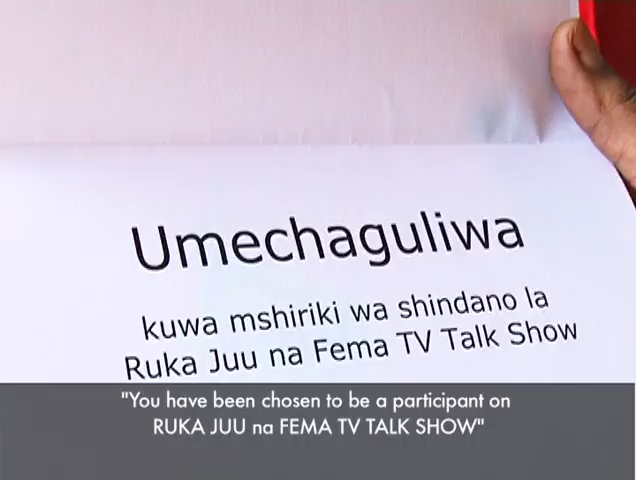 Umechaguliwa
kuwa mshiriki wa shindano la
Ruka Juu na Fema TV Talk Show
"You have been chosen to be a participant on
RUKA JUU na FEMA TV TALK SHOW"